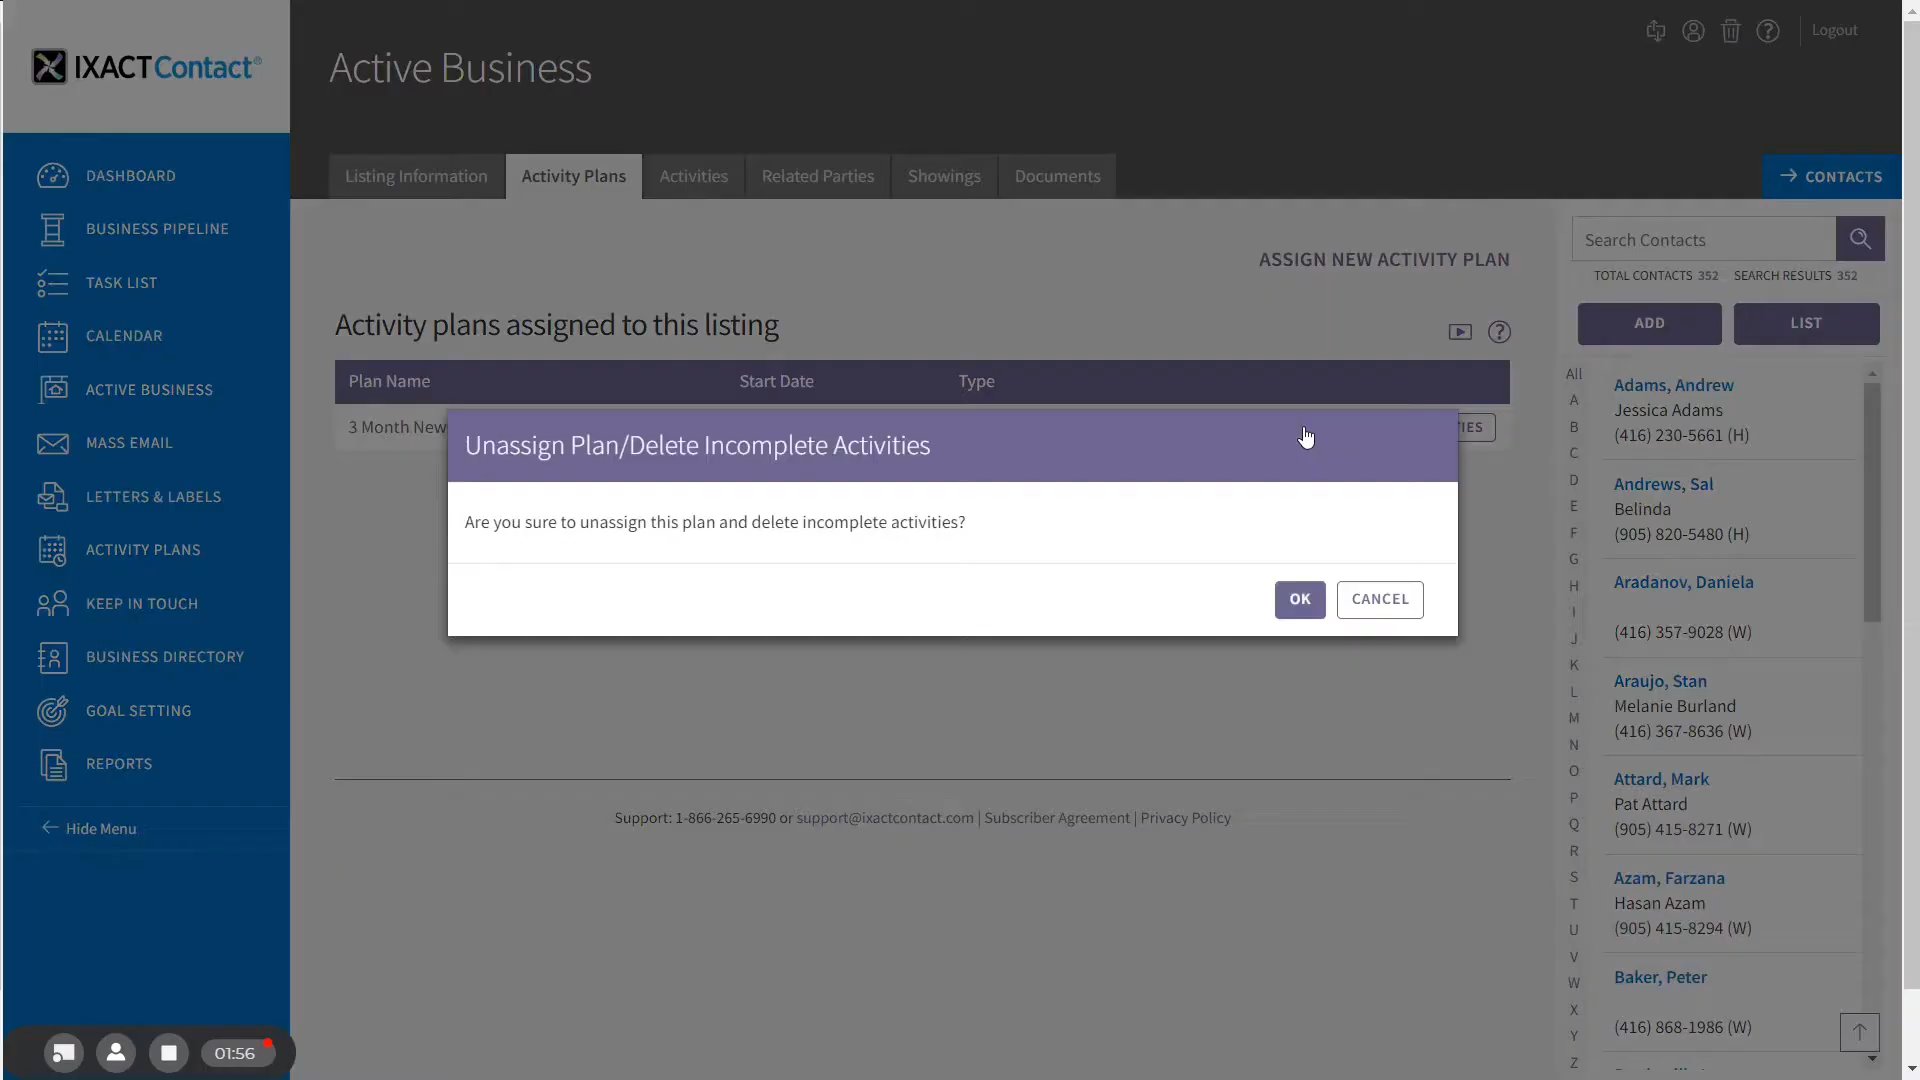 IXACTContact®
Active Business
Logout
DASHBOARD
BUSINESS PIPELINE
TASK LIST
CALENDAR
ACTIVE BUSINESS
MASS EMAIL
LETTERS & LABELS
ACTIVITY PLANS
KEEP IN TOUCH
BUSINESS DIRECTORY
GOAL SETTING
REPORTS
Hide Menu
01:56
Listing Information
Activity Plans
Activities
Related Parties
Showings
Documents
CONTACTS
ASSIGN NEW ACTIVITY PLAN
Activity plans assigned to this listing
Plan Name Start Date Type
3 Month New
TIES
Unassign Plan/Delete Incomplete Activities
Are you sure to unassign this plan and delete incomplete activities?
OK
CANCEL
Support: 1-866-265-6990 or support@ixactcontact.com | Subscriber Agreement | Privacy Policy
Search Contacts
TOTAL CONTACTS 352 SEARCH RESULTS 352
ADD
LIST
All
A
B
C
D
E
F
G
H
I
J
K
L
M
N
O
P
Q
R
S
T
U
V
W
X
Y
Z
Adams, Andrew
Jessica Adams
(416) 230-5661 (H)
Andrews, Sal
Belinda
(905) 820-5480 (H)
Aradanov, Daniela
(416) 357-9028 (W)
Araujo, Stan
Melanie Burland
(416) 367-8636 (W)
Attard, Mark
Pat Attard
(905) 415-8271 (W)
Azam, Farzana
Hasan Azam
(905) 415-8294 (W)
Baker, Peter
(416) 868-1986 (W)